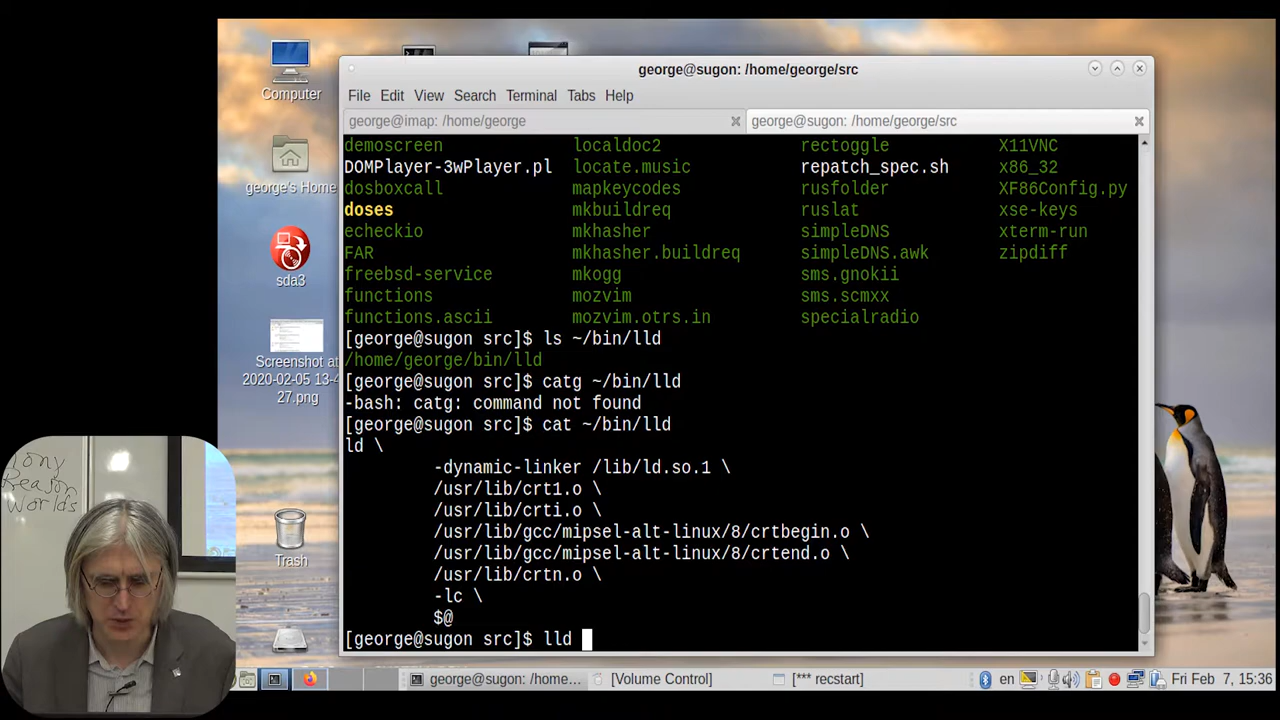 Computer
george's Home
sda3
Screenshot at
2020-02-05 13-4
27.png
Trash
Tony
Reason
Worlds
george@sugon: /home/george/src
File Edit View Search Terminal Tabs Help
george@imap: /home/george
george@sugon: /home/george/src
demoscreen localdoc2 rectoggle X11VNC
DOMPlayer-3wPlayer.pl locate.music repatch_spec.sh x86_32
dosboxcall mapkeycodes rusfolder XF86Config.py
doses mkbuildreq ruslat xse-keys
echeckio mkhasher simpleDNS xterm-run
FAR mkhasher.buildreq simpleDNS.awk zipdiff
freebsd-service mkogg sms.gnokii
functions mozvim sms.scmxx
functions.ascii mozvim.otrs.in specialradio
[george@sugon src]$ ls ~/bin/lld
/home/george/bin/lld
[george@sugon src]$ catg ~/bin/lld
-bash: catg: command not found
[george@sugon src]$ cat ~/bin/lld
ld \
-dynamic-linker /lib/ld.so.1 \
/usr/lib/crt1.o \
/usr/lib/crti.o \
/usr/lib/gcc/mipsel-alt-linux/8/crtbegin.o \
/usr/lib/gcc/mipsel-alt-linux/8/crtend.o \
/usr/lib/crtn.o \
-lc \
$@
[george@sugon src]$ lld
george@sugon: /home... [Volume Control] [*** recstart] en Fri Feb 7, 15:36